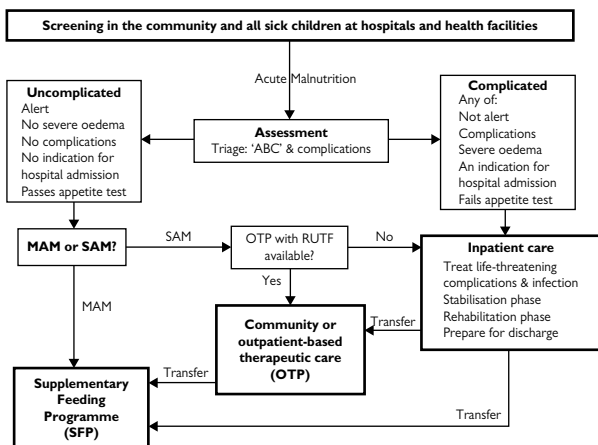 Screening in the community and all sick children at hospitals and health facilities
Acute Malnutrition
Uncomplicated
Alert
No severe oedema
No complications
No indication for
hospital admission
Passes appetite test
Assessment
Triage: ‘ABC’ & complications
Complicated
Any of:
Not alert
Complications
Severe oedema
An indication for
hospital admission
Fails appetite test
MAM or SAM?
SAM
OTP with RUTF
available?
No
Inpatient care
Treat life-threatening
complications & infection
Stabilisation phase
Rehabilitation phase
Prepare for discharge
MAM
Yes
Community or
outpatient-based
therapeutic care
(OTP)
Transfer
Transfer
Supplementary
Feeding
Programme
(SFP)
Transfer